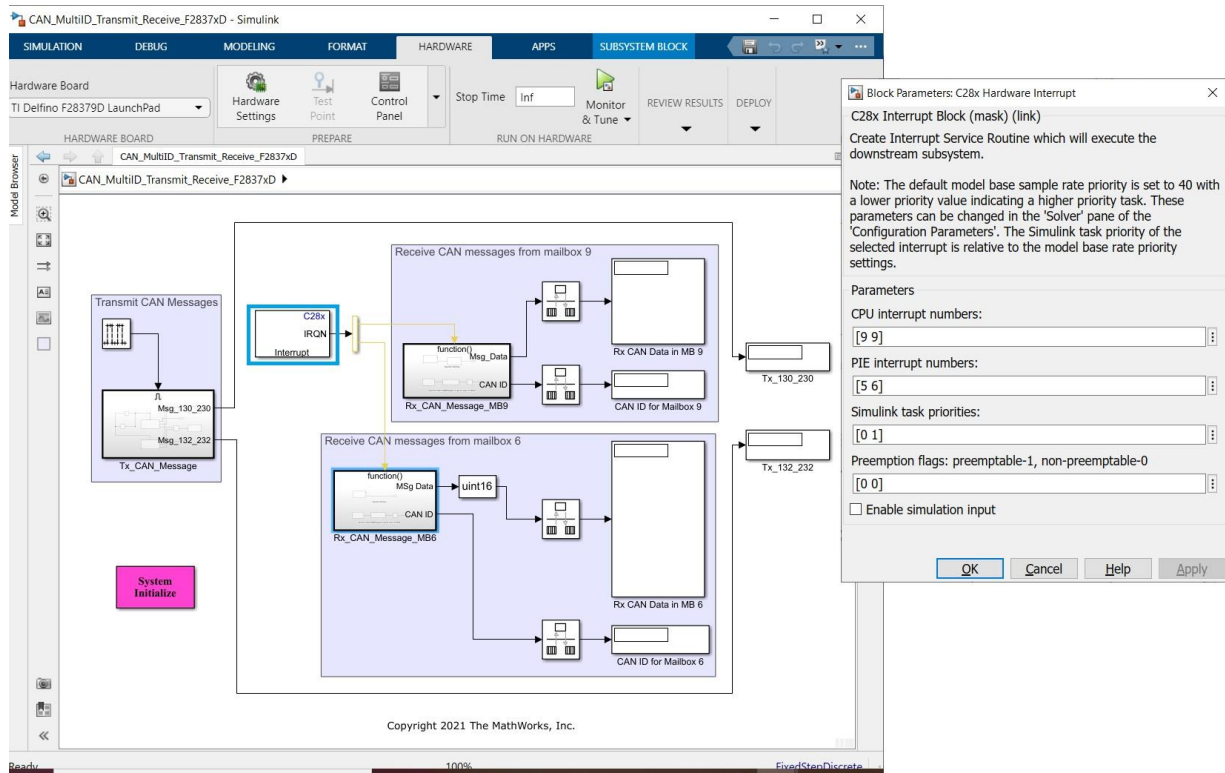 CAN_MultiID_Transmit_Receive_F2837xD - Simulink
SIMULATION DEBUG MODELING FORMAT HARDWARE APPS SUBSYSTEM BLOCK
Hardware Board
TI Delfino F28379D LaunchPad
Hardware Settings
Test Point
Control Panel
Stop Time Inf
Monitor & Tune
REVIEW RESULTS
DEPLOY
HARDWARE BOARD PREPARE RUN ON HARDWARE
Model Browser
CAN_MultiID_Transmit_Receive_F2837xD
CAN_MultiID_Transmit_Receive_F2837xD
Transmit CAN Messages
Msg_130_230
Msg_132_232
Tx_CAN_Message
C28x
IRQN
Interrupt
Receive CAN messages from mailbox 9
function()
Msg_Data
CAN ID
Rx_CAN_Message_MB9
Rx CAN Data in MB 9
CAN ID for Mailbox 9
Tx_130_230
Receive CAN messages from mailbox 6
function()
MSg Data
CAN ID
Rx_CAN_Message_MB6
uint16
Rx CAN Data in MB 6
CAN ID for Mailbox 6
Tx_132_232
System
Initialize
Copyright 2021 The MathWorks, Inc.
Ready 100% FixedStepDiscrete
Block Parameters: C28x Hardware Interrupt
C28x Interrupt Block (mask) (link)
Create Interrupt Service Routine which will execute the
downstream subsystem.
Note: The default model base sample rate priority is set to 40 with
a lower priority value indicating a higher priority task. These
parameters can be changed in the 'Solver' pane of the
'Configuration Parameters'. The Simulink task priority of the
selected interrupt is relative to the model base rate priority
settings.
Parameters
CPU interrupt numbers:
[9 9]
PIE interrupt numbers:
[5 6]
Simulink task priorities:
[0 1]
Preemption flags: preemptable-1, non-preemptable-0
[0 0]
Enable simulation input
OK Cancel Help Apply